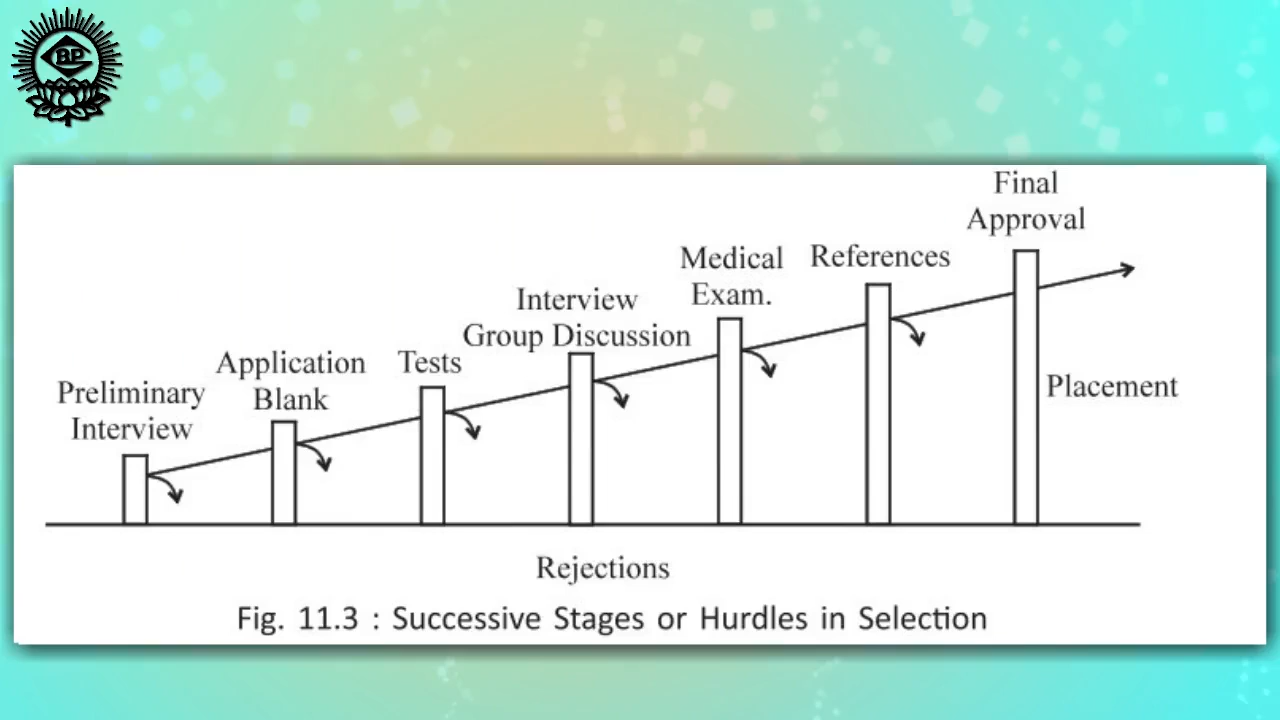 BP
Final
Approval
Medical
Exam.
References
Interview
Group Discussion
Application
Blank
Tests
Preliminary
Interview
Placement
Rejections
Fig. 11.3 : Successive Stages or Hurdles in Selection